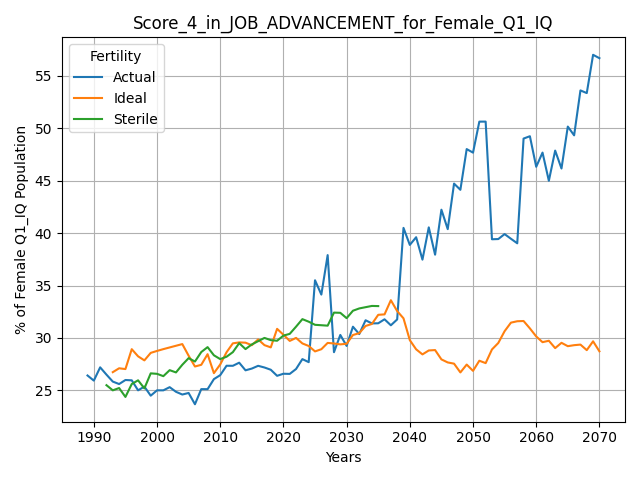 Score_4_in_JOB_ADVANCEMENT_for_Female_Q1_IQ
Fertility
Actual
Ideal
Sterile
% of Female Q1_IQ Population
55
50
45
40
35
30
25
1990 2000 2010 2020 2030 2040 2050 2060 2070
Years